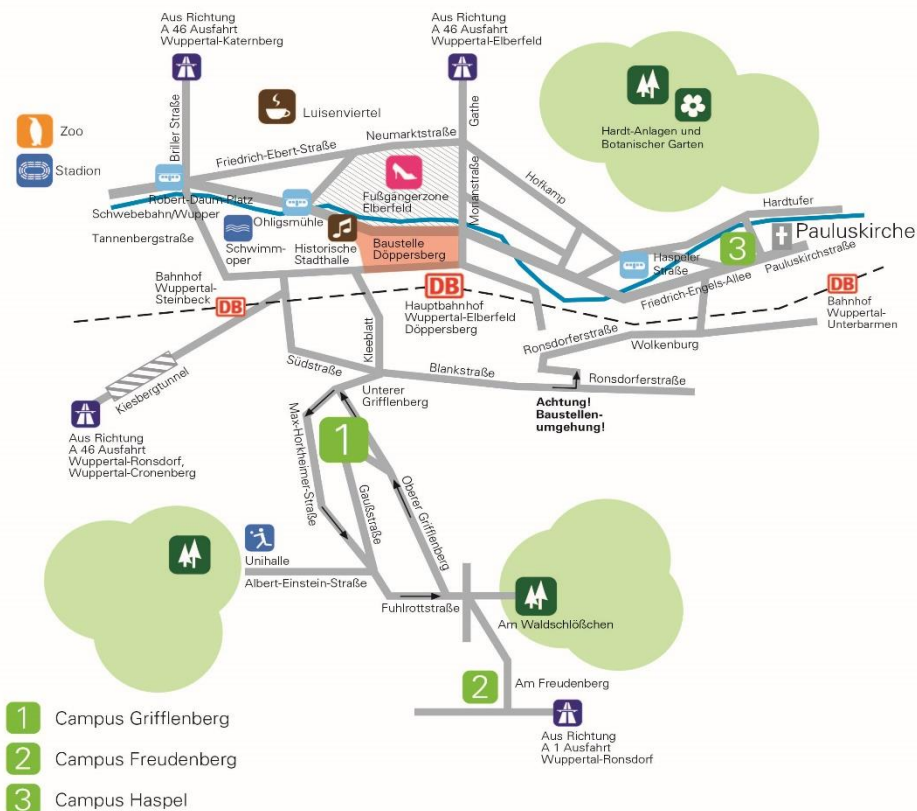 Aus Richtung
A 46 Ausfahrt
Wuppertal-Katernberg
Aus Richtung
A 46 Ausfahrt
Wuppertal-Elberfeld
Briller Straße
Gathe
Luisenviertel
Zoo
Stadion
Neumarktstraße
Friedrich-Ebert-Straße
Hardt-Anlagen und
Botanischer Garten
Morianstraße
Hofkamp
Fußgängerzone
Elberfeld
Robert-Daum-Platz
Schwebebahn/Wupper
Ohligsmühle
Hardtufer
3
Pauluskirche
Pauluskirchstraße
Tannenbergstraße
Schwimm-
oper
Historische
Stadthalle
Baustelle
Döppersberg
Haspeler
Straße
Friedrich-Engels-Allee
Bahnhof
Wuppertal-
Steinbeck
DB
DB
Hauptbahnhof
Wuppertal-Elberfeld
Döppersberg
DB
Bahnhof
Wuppertal-
Unterbarmen
Ronsdorferstraße
Wolkenburg
Kleeblatt
Südstraße
Blankstraße
Ronsdorferstraße
Kiesbergtunnel
Unterer
Grifflenberg
Achtung!
Baustellen-
umgehung!
Aus Richtung
A 46 Ausfahrt
Wuppertal-Ronsdorf,
Wuppertal-Cronenberg
1
Max-Horkheimer-Straße
Gaußstraße
Oberer Grifflenberg
Unihalle
Albert-Einstein-Straße
Fuhlrottstraße
Am Waldschlößchen
2
Am Freudenberg
Aus Richtung
A 1 Ausfahrt
Wuppertal-Ronsdorf
1 Campus Grifflenberg
2 Campus Freudenberg
3 Campus Haspel